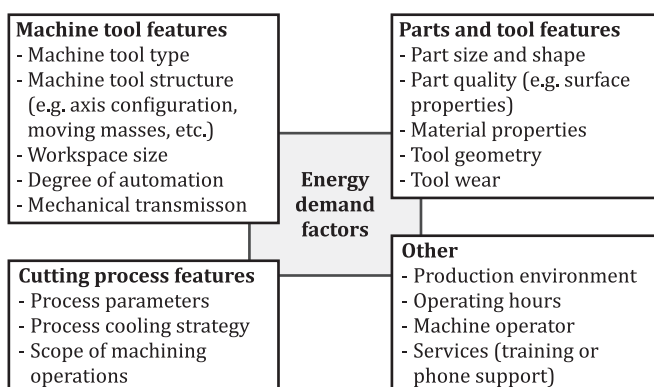 Machine tool features
- Machine tool type
- Machine tool structure
(e.g. axis configuration,
moving masses, etc.)
- Workspace size
- Degree of automation
- Mechanical transmisson
Parts and tool features
- Part size and shape
- Part quality (e.g. surface
properties)
- Material properties
- Tool geometry
- Tool wear
Energy
demand
factors
Cutting process features
- Process parameters
- Process cooling strategy
- Scope of machining
operations
Other
- Production environment
- Operating hours
- Machine operator
- Services (training or
phone support)